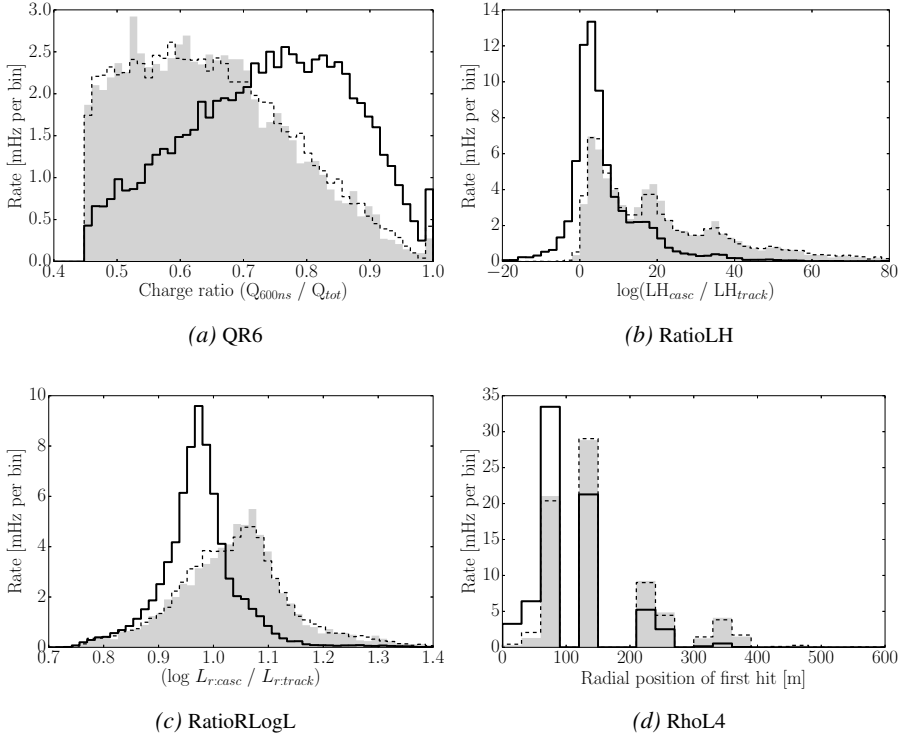 3.0
2.5
2.0
1.5
1.0
0.5
0.0
Rate [mHz per bin]
0.4 0.5 0.6 0.7 0.8 0.9 1.0
Charge ratio (Q600ns / Qtot)
(a) QR6
14
12
10
8
6
4
2
0
Rate [mHz per bin]
−20 0 20 40 60 80
log(LHcasc / LHtrack)
(b) RatioLH
10
8
6
4
2
0
Rate [mHz per bin]
0.7 0.8 0.9 1.0 1.1 1.2 1.3 1.4
(log Lr:casc / Lr:track)
(c) RatioRLogL
35
30
25
20
15
10
5
0
Rate [mHz per bin]
0 100 200 300 400 500 600
Radial position of first hit [m]
(d) RhoL4